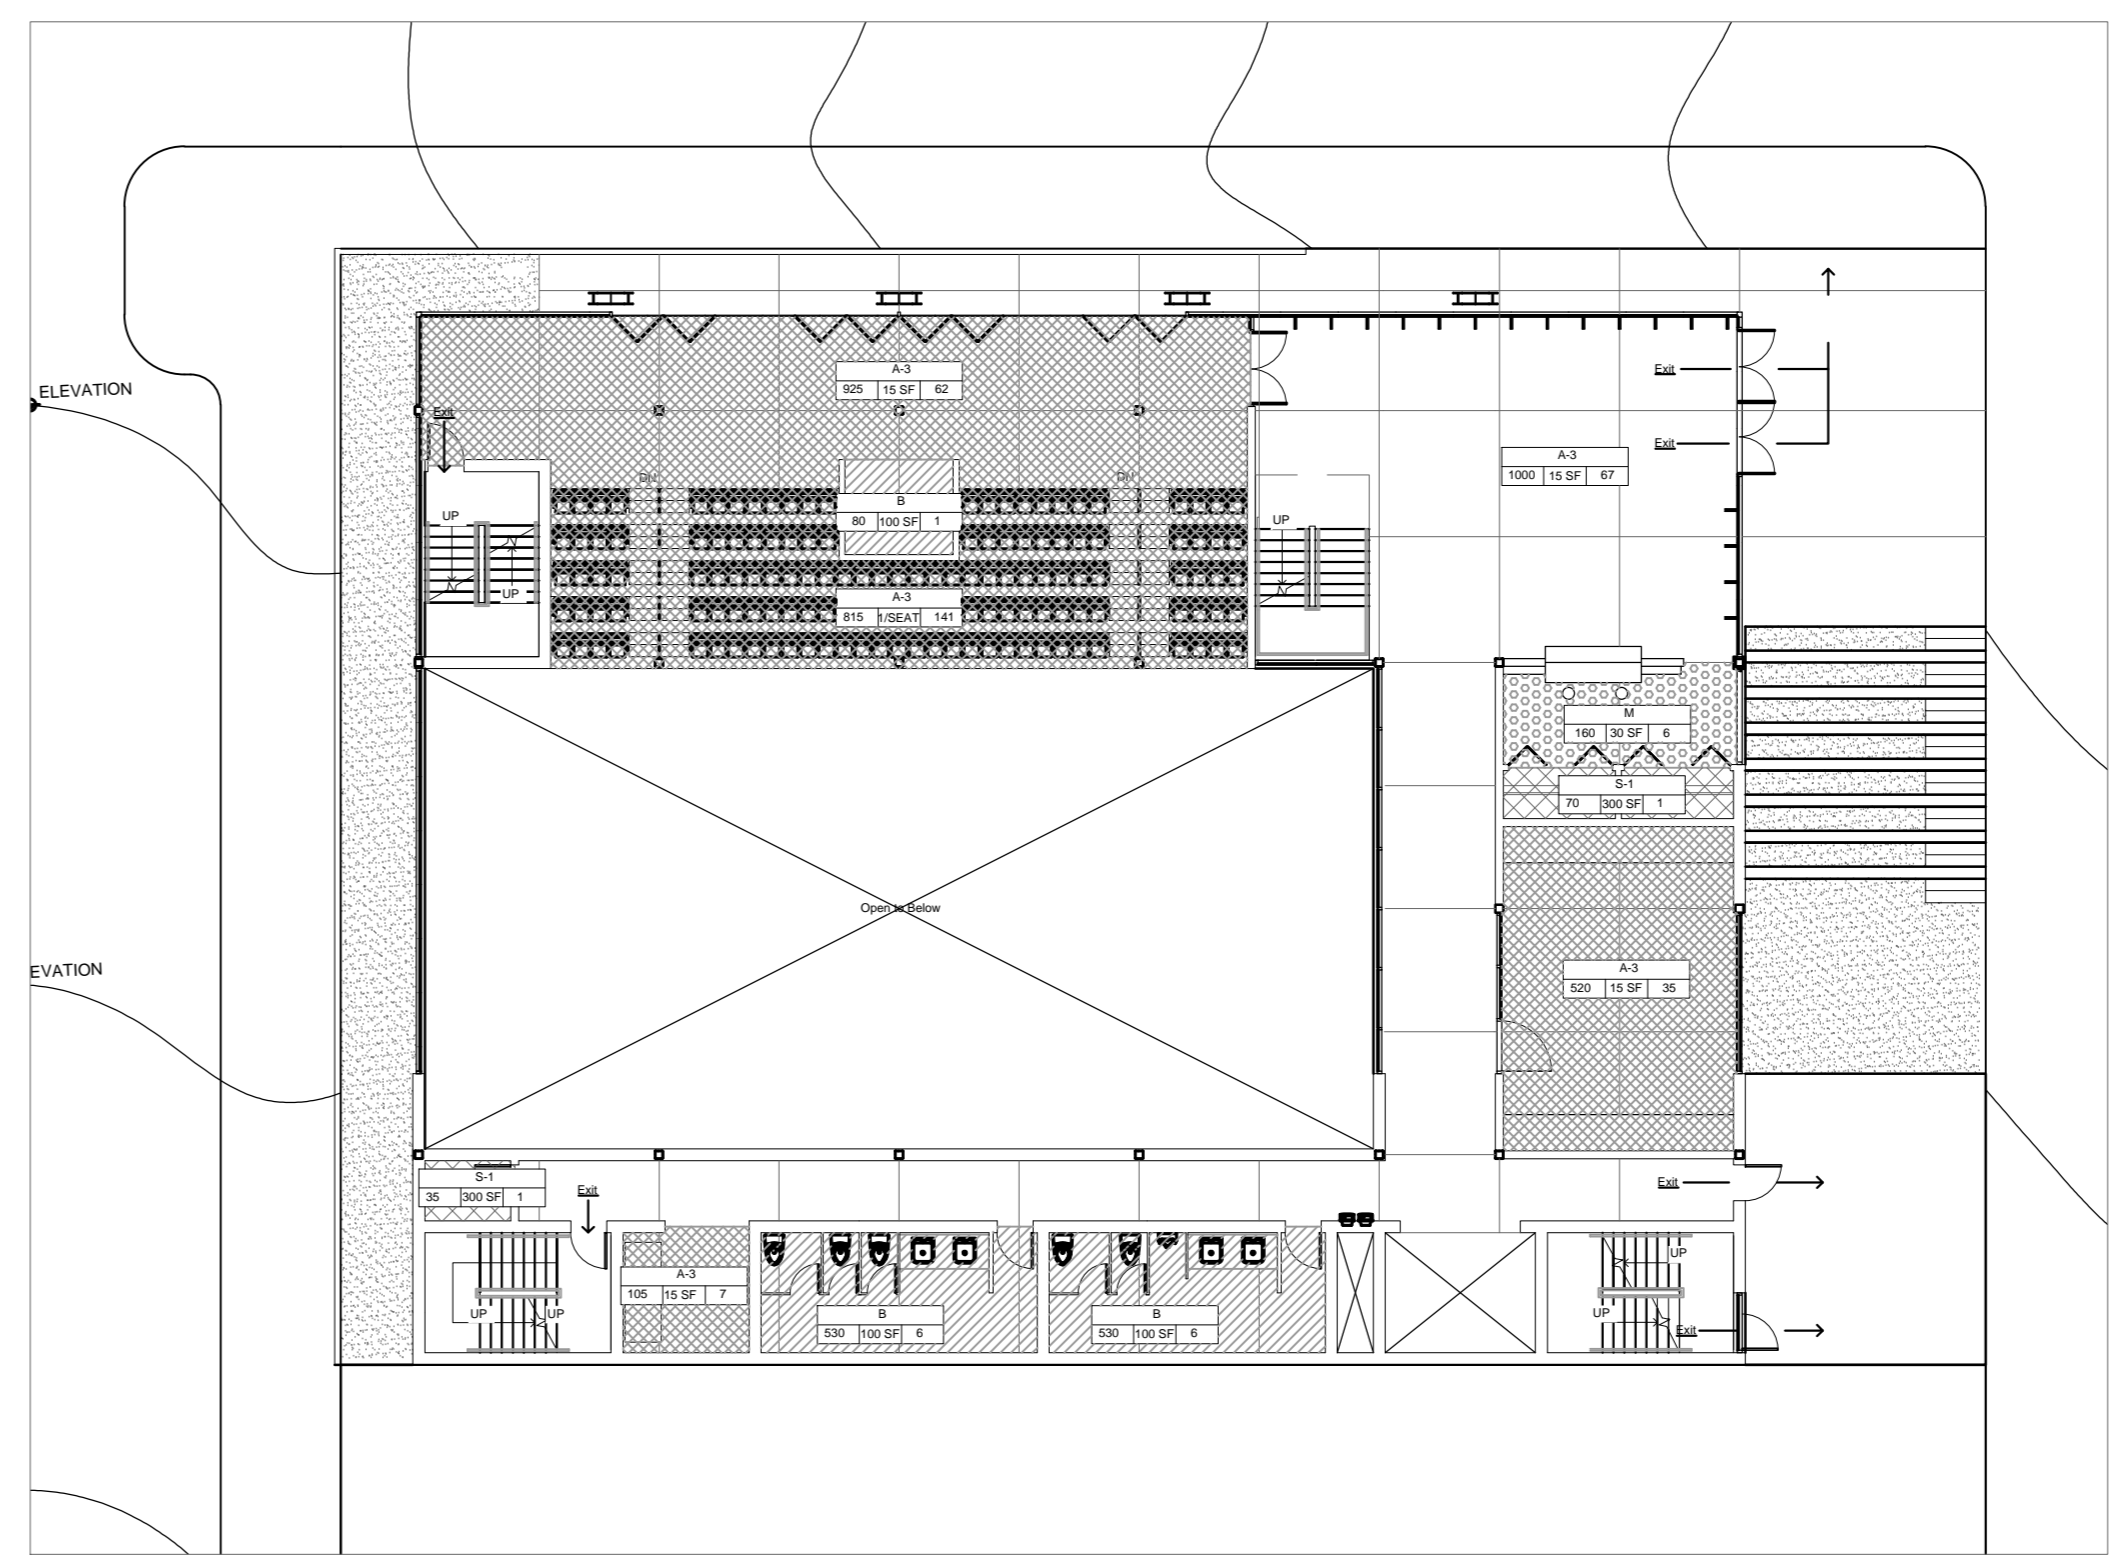 ELEVATION
EVATION
A-3
925 15 SF 62
Exit
Exit
Exit
A-3
1000 15 SF 67
DN
DN
B
80 100 SF 1
UP
UP
UP
A-3
815 1/SEAT 141
M
160 30 SF 6
S-1
70 300 SF 1
Open to Below
A-3
520 15 SF 35
S-1
35 300 SF 1
Exit
Exit
A-3
105 15 SF 7
UP
UP
B
530 100 SF 6
B
530 100 SF 6
UP
UP
Exit